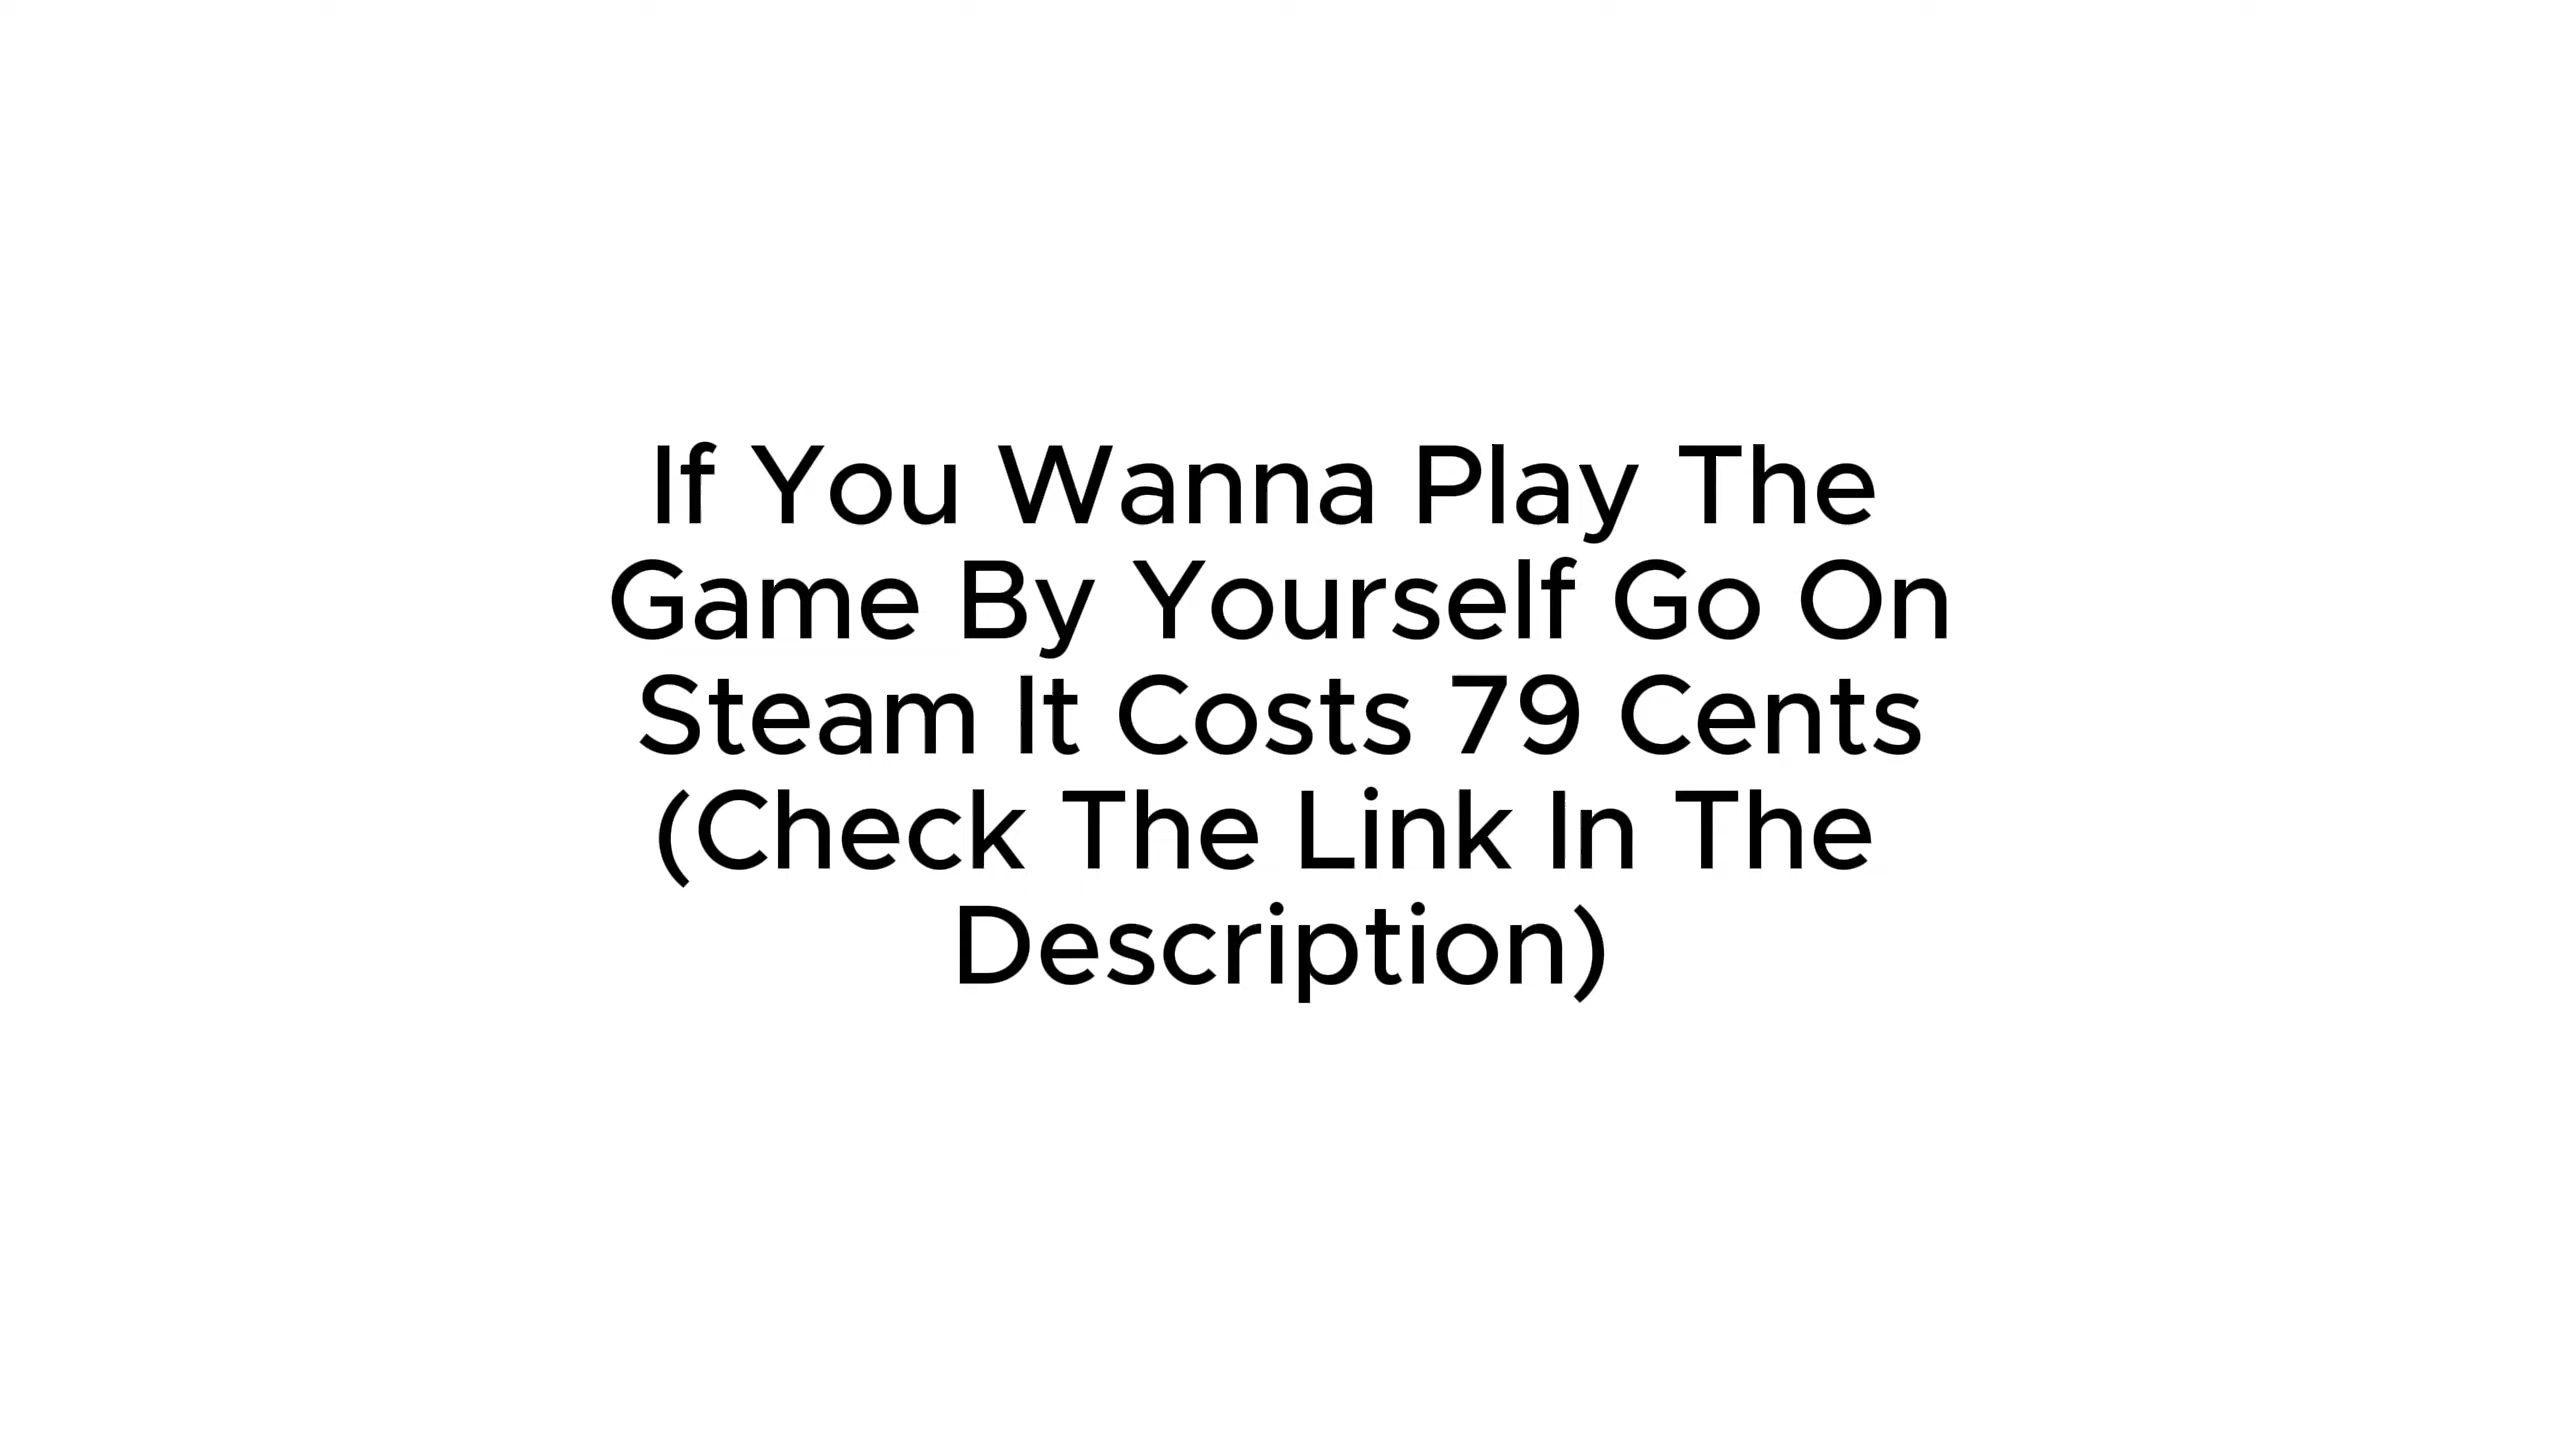 If You Wanna Play The
Game By Yourself Go On
Steam It Costs 79 Cents
(Check The Link In The
Description)